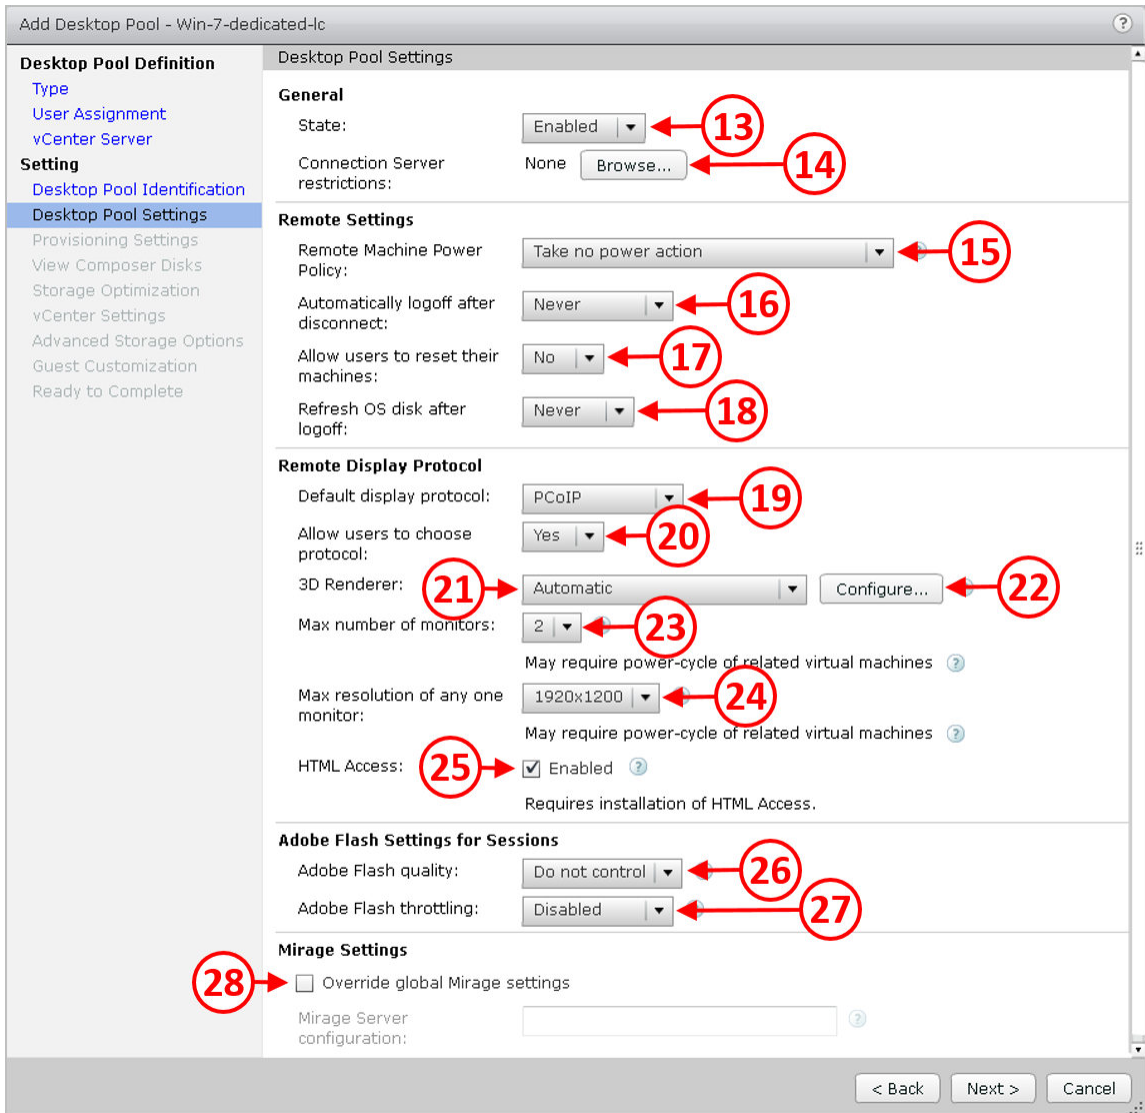 Add Desktop Pool - Win-7-dedicated-lc
?
Desktop Pool Definition
Type
User Assignment
vCenter Server
Setting
Desktop Pool Identification
Desktop Pool Settings
Provisioning Settings
View Composer Disks
Storage Optimization
vCenter Settings
Advanced Storage Options
Guest Customization
Ready to Complete
Desktop Pool Settings
General
State:
Enabled
13
Connection Server
restrictions:
None
Browse...
14
Remote Settings
Remote Machine Power
Policy:
Take no power action
15
Automatically logoff after
disconnect:
Never
16
Allow users to reset their
machines:
No
17
Refresh OS disk after
logoff:
Never
18
Remote Display Protocol
Default display protocol:
PCoIP
19
Allow users to choose
protocol:
Yes
20
3D Renderer:
21
Automatic
Configure...
22
Max number of monitors:
2
23
May require power-cycle of related virtual machines ?
Max resolution of any one
monitor:
1920x1200
24
May require power-cycle of related virtual machines ?
HTML Access:
25
Enabled ?
Requires installation of HTML Access.
Adobe Flash Settings for Sessions
Adobe Flash quality:
Do not control
26
Adobe Flash throttling:
Disabled
27
Mirage Settings
28
Override global Mirage settings
Mirage Server
configuration:
?
< Back
Next >
Cancel